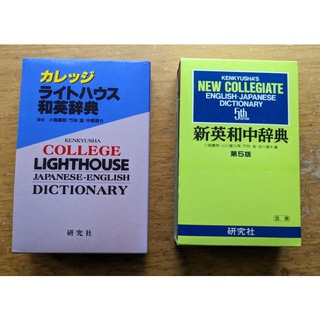 カレッジ
ライトハウス
和英辞典
KENKYUSHA
COLLEGE
LIGHTHOUSE
JAPANESE-ENGLISH
DICTIONARY
研究社
KENKYUSHA'S
NEW COLLEGIATE
ENGLISH-JAPANESE
DICTIONARY
5th
新英和中辞典
第5版
研究社